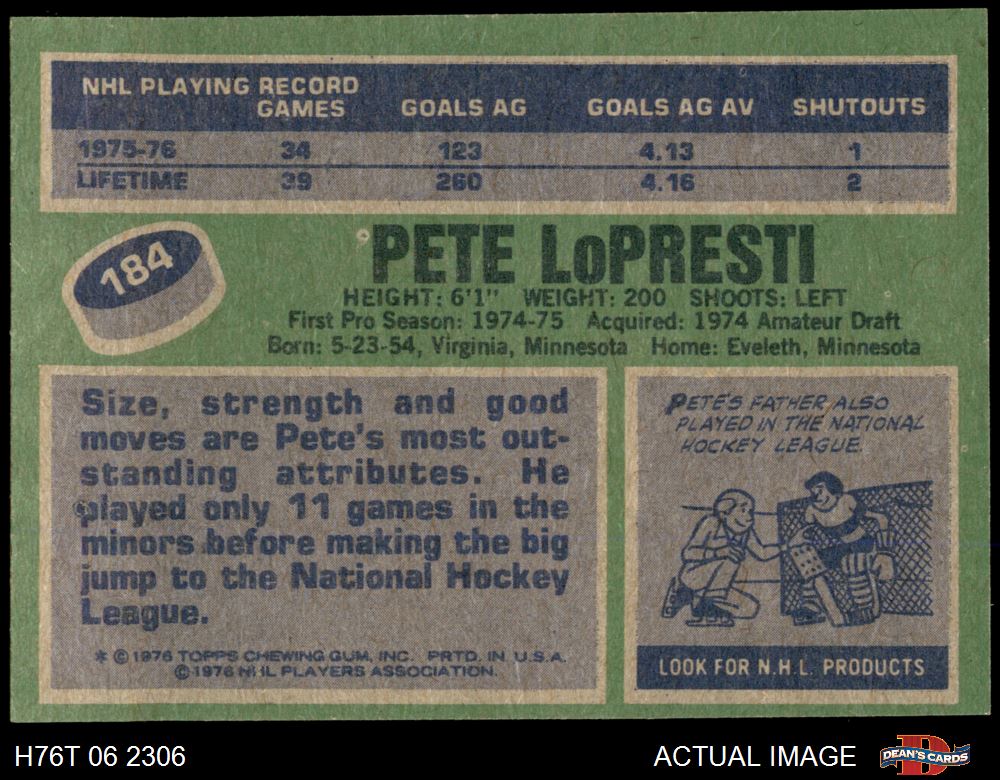 NHL PLAYING RECORD
GAMES GOALS AG GOALS AG AV SHUTOUTS
1975-76 34 123 4.13 1
LIFETIME 39 260 4.16 2
184
PETE LoPRESTI
HEIGHT: 6'1" WEIGHT: 200 SHOOTS: LEFT
First Pro Season: 1974-75 Acquired: 1974 Amateur Draft
Born: 5-23-54, Virginia, Minnesota Home: Eveleth, Minnesota
Size, strength and good
moves are Pete's most out-
standing attributes. He
played only 11 games in the
minors before making the big
jump to the National Hockey
League.
* © 1976 TOPPS CHEWING GUM, INC. PRTD. IN U.S.A.
© 1976 NHL PLAYERS ASSOCIATION.
PETE'S FATHER ALSO
PLAYED IN THE NATIONAL
HOCKEY LEAGUE.
LOOK FOR N.H.L. PRODUCTS
H76T 06 2306 ACTUAL IMAGE DEAN'S CARDS